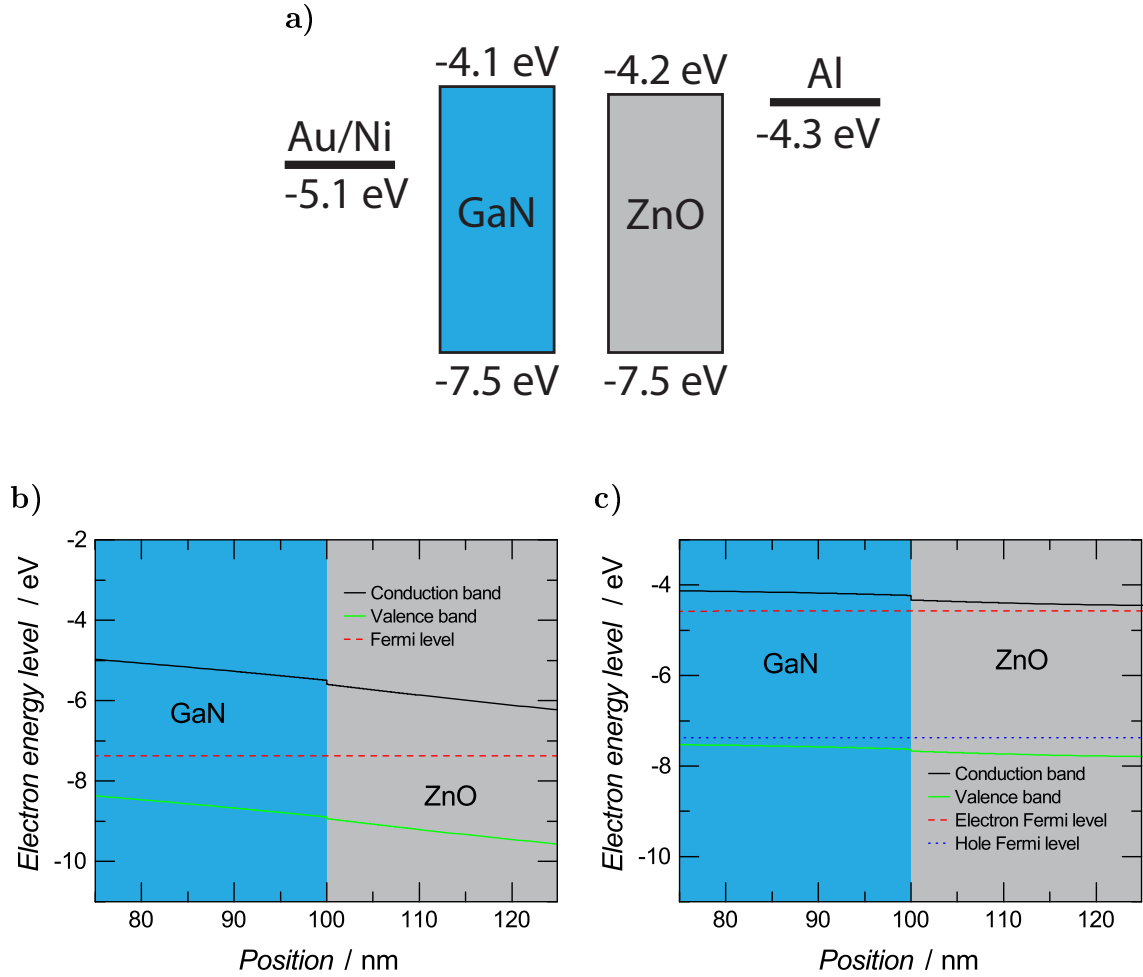 a)
-4.1 eV
-4.2 eV
Al
-4.3 eV
Au/Ni
-5.1 eV
GaN
ZnO
-7.5 eV
-7.5 eV
b)
Electron energy level / eV
-2
-4
-6
-8
-10
Conduction band
Valence band
Fermi level
GaN
ZnO
80
90
100
110
120
Position / nm
c)
Electron energy level / eV
-4
-6
-8
-10
GaN
ZnO
Conduction band
Valence band
Electron Fermi level
Hole Fermi level
80
90
100
110
120
Position / nm